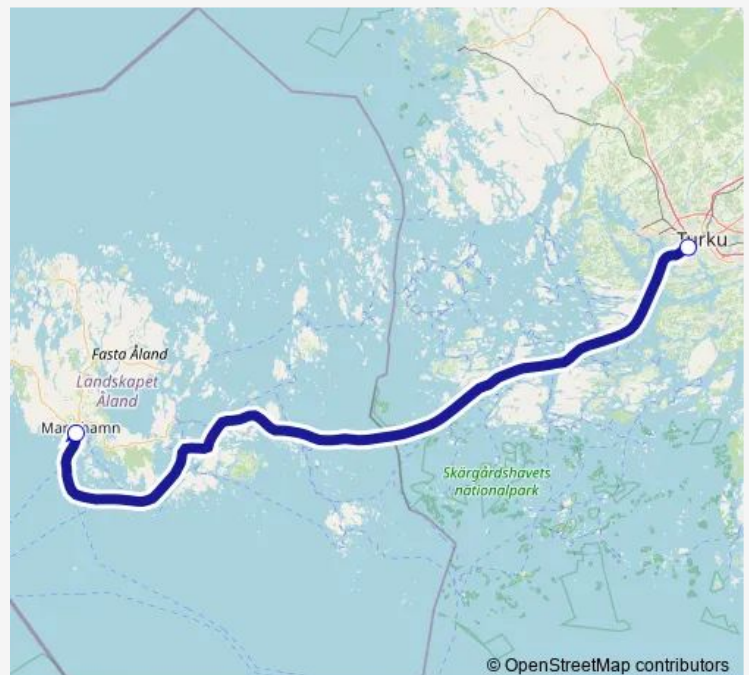 Turku
Fasta Åland
Landskapet
Åland
Skärgårdshavets
nationalpark
© OpenStreetMap contributors